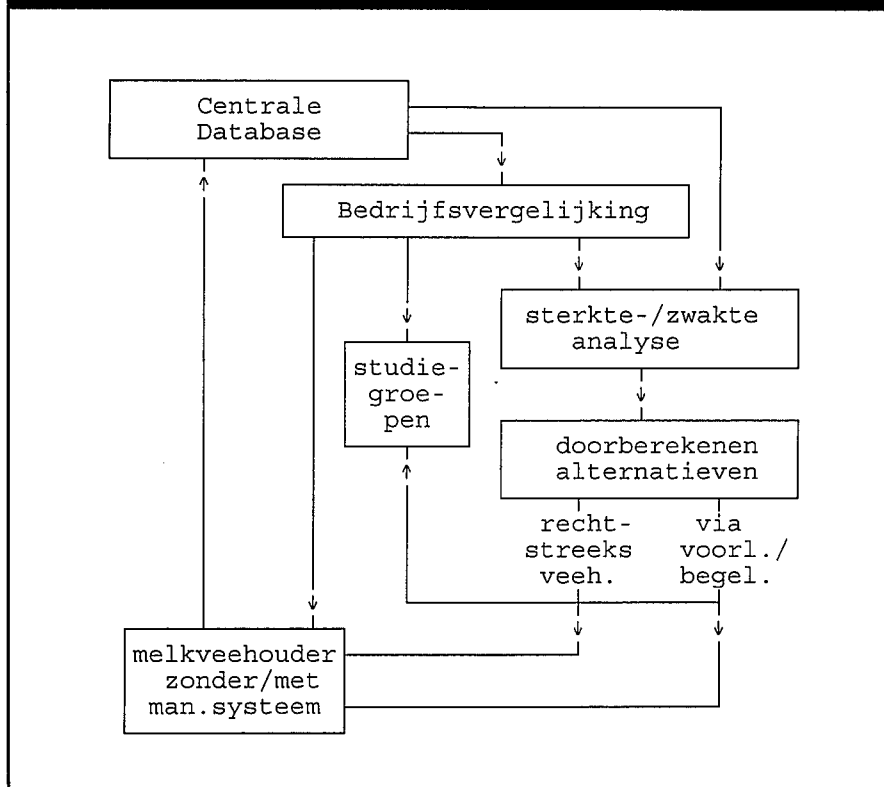 Centrale
Database
Bedrijfsvergelijking
sterkte-/zwakte
analyse
studie-
groe-
pen
doorberekenen
alternatieven
recht-
streeks
veeh.
via
voorl./
begel.
melkveehouder
zonder/met
man.systeem